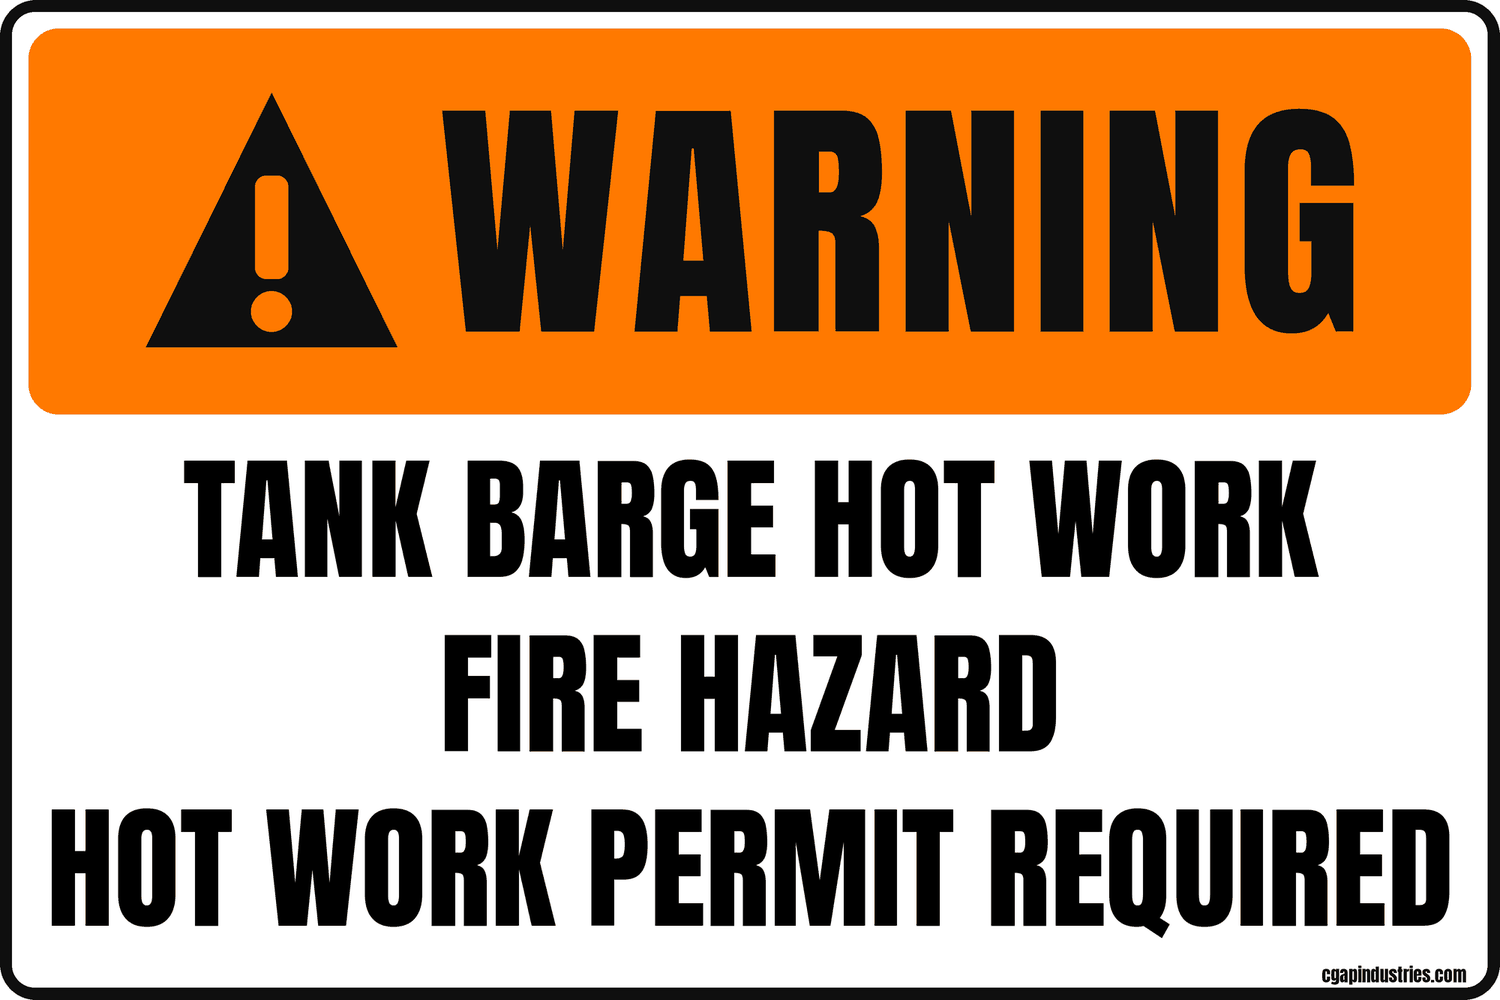 WARNING
TANK BARGE HOT WORK
FIRE HAZARD
HOT WORK PERMIT REQUIRED
cgapindustries.com